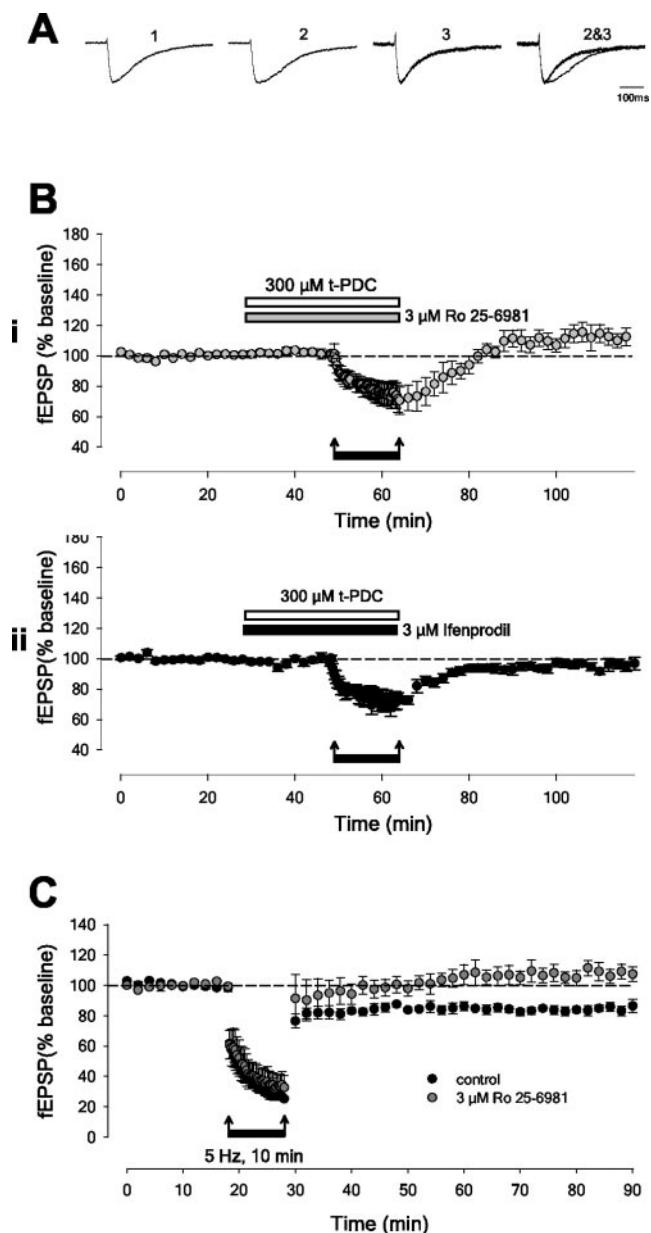 A
1 2 3 2&3
100ms
B
i
fEPSP (% baseline)
180
160
140
120
100
80
60
40
300 µM t-PDC
3 µM Ro 25-6981
0 20 40 60 80 100
Time (min)
ii
fEPSP(% baseline)
180
160
140
120
100
80
60
40
300 µM t-PDC
3 µM Ifenprodil
0 20 40 60 80 100
Time (min)
C
fEPSP(% baseline)
140
120
100
80
60
40
20
0
control
3 µM Ro 25-6981
5 Hz, 10 min
0 10 20 30 40 50 60 70 80 90
Time (min)